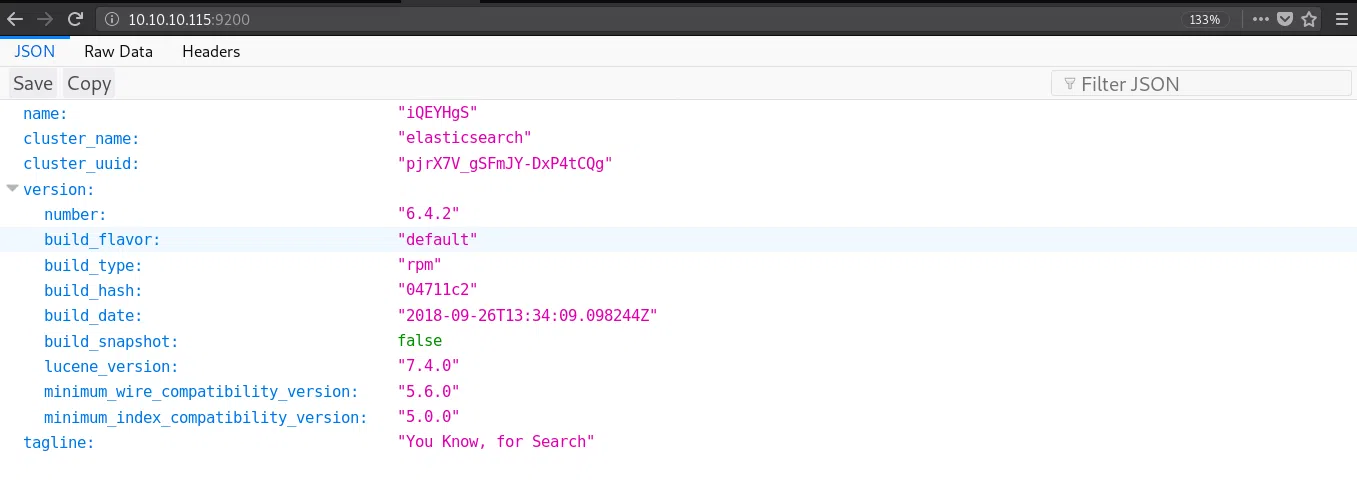 10.10.10.115:9200 133%
JSON Raw Data Headers
Save Copy Filter JSON
name: "iQEYHgS"
cluster_name: "elasticsearch"
cluster_uuid: "pjrX7V_gSFmJY-DxP4tCQg"
version:
number: "6.4.2"
build_flavor: "default"
build_type: "rpm"
build_hash: "04711c2"
build_date: "2018-09-26T13:34:09.098244Z"
build_snapshot: false
lucene_version: "7.4.0"
minimum_wire_compatibility_version: "5.6.0"
minimum_index_compatibility_version: "5.0.0"
tagline: "You Know, for Search"